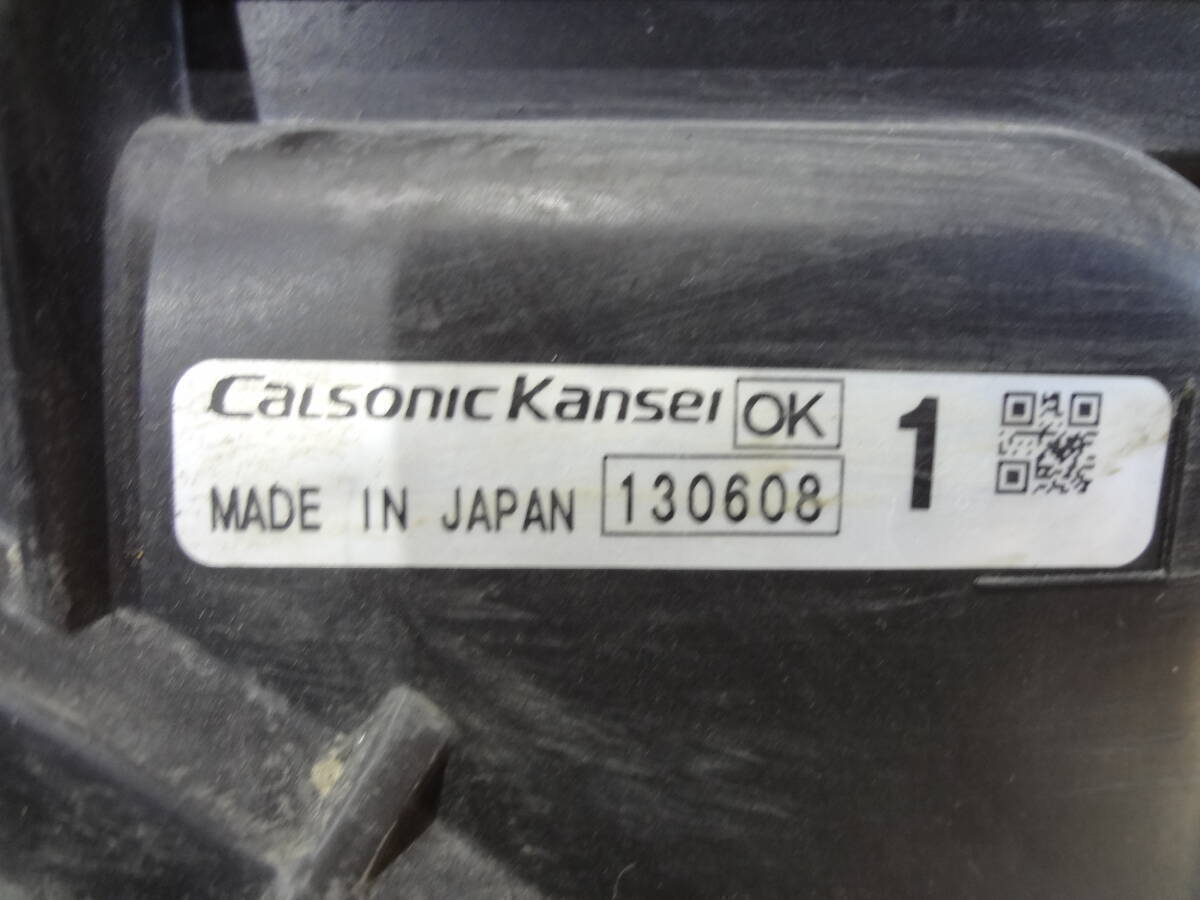 CalsonicKansei OK 1
MADE IN JAPAN 130608